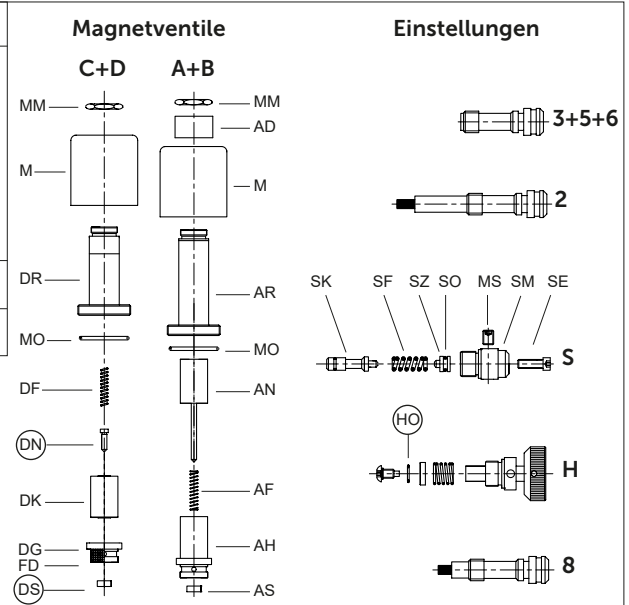 Magnetventile
Einstellungen
C+D
A+B
MM
MM
AD
M
M
DR
AR
MO
MO
DF
AN
DN
DK
AF
DG
FD
AH
DS
AS
3+5+6
2
SK SF SZ SO MS SM SE
S
HO
H
8